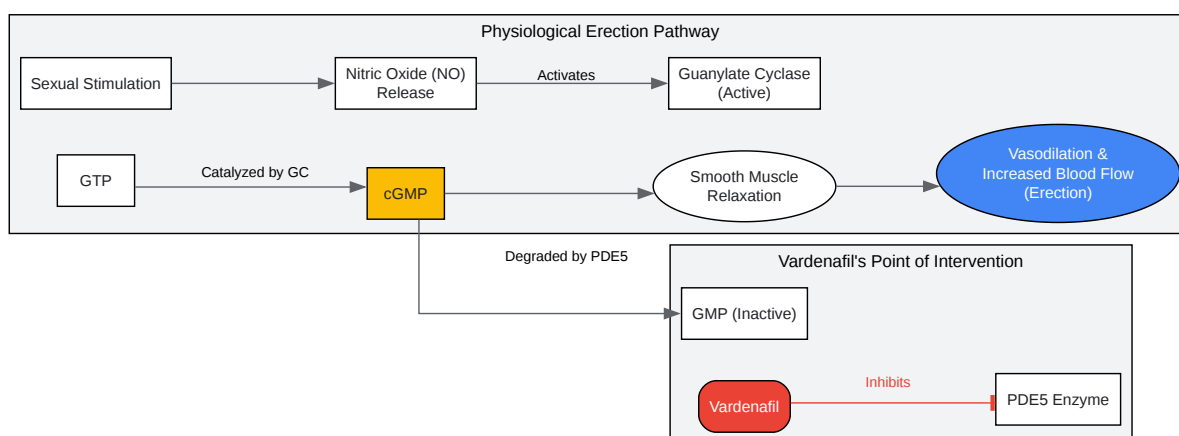 Physiological Erection Pathway
Sexual Stimulation
Nitric Oxide (NO)
Release
Activates
Guanylate Cyclase
(Active)
GTP
Catalyzed by GC
cGMP
Smooth Muscle
Relaxation
Vasodilation &
Increased Blood Flow
(Erection)
Degraded by PDE5
Vardenafil's Point of Intervention
GMP (Inactive)
Vardenafil
Inhibits
PDE5 Enzyme